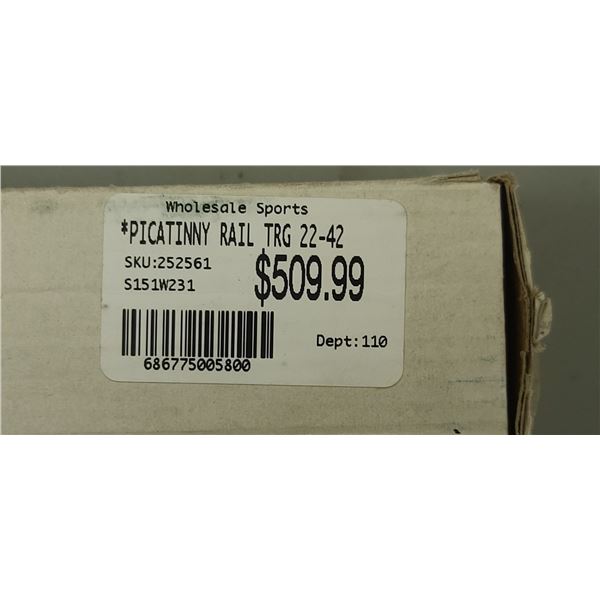 Wholesale Sports
*PICATINNY RAIL TRG 22-42
SKU:252561
$509.99
S151W231
Dept:110
686775005800